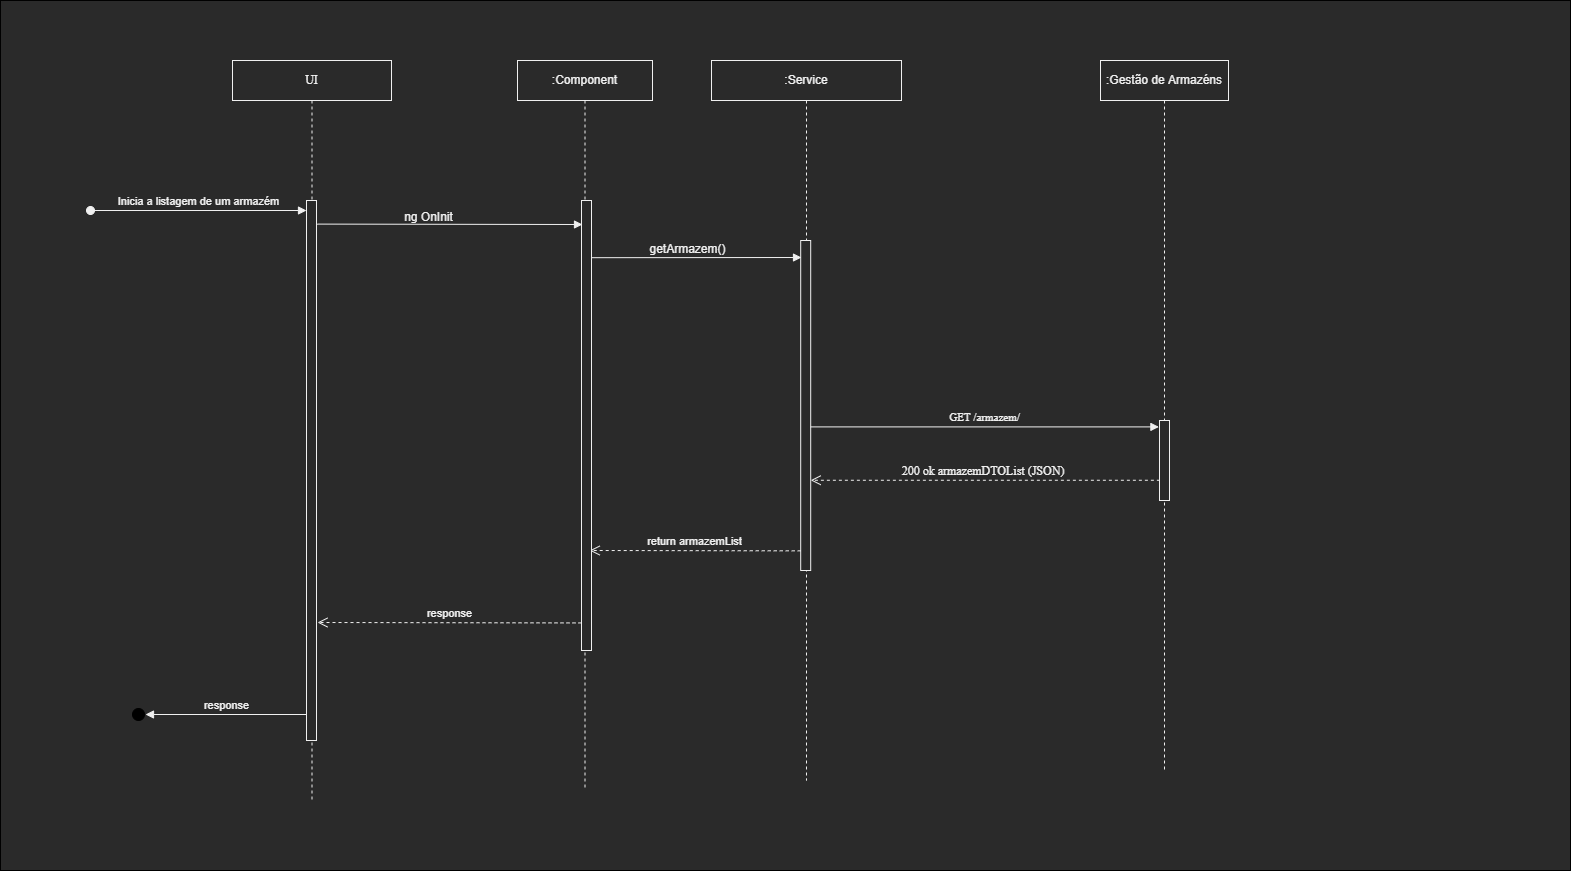 UI
:Component
:Service
:Gestão de Armazéns
Inicia a listagem de um armazém
ng OnInit
getArmazem()
GET /armazem/
200 ok armazemDTOList (JSON)
return armazemList
response
response